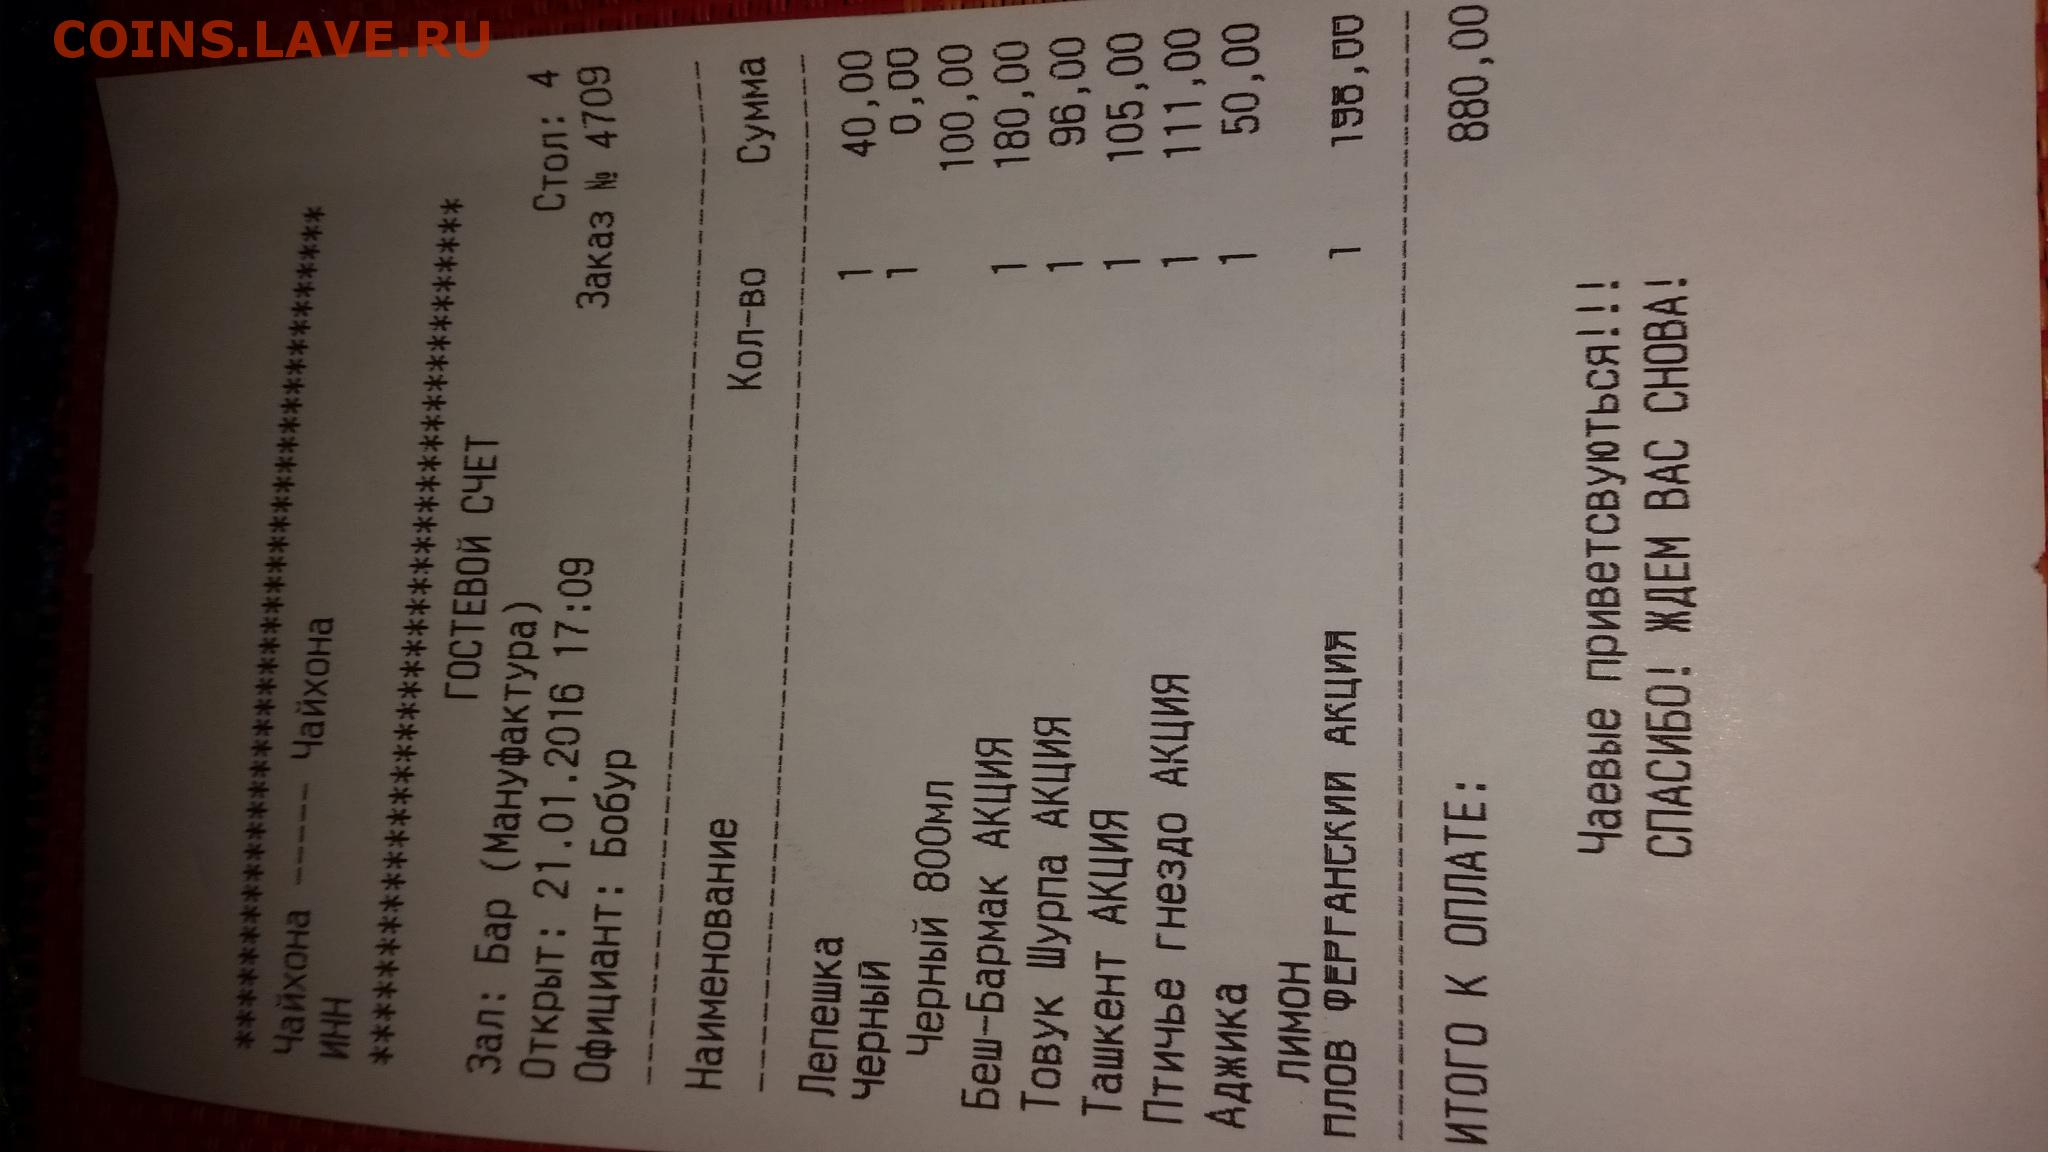 COINS.LAVE.RU
****************************************
Чайхона ---- Чайхона
ИНН
****************************************
ГОСТЕВОЙ СЧЕТ
Зал: Бар (Мануфактура) Стол: 4
Открыт: 21.01.2016 17:09 Заказ № 4709
Официант: Бобур
Наименование Кол-во Сумма
Лепешка 1 40,00
Черный 1 0,00
Черный 800мл 100,00
Беш-Бармак АКЦИЯ 1 180,00
Товук Шурпа АКЦИЯ 1 96,00
Ташкент АКЦИЯ 1 105,00
Птичье гнездо АКЦИЯ 1 111,00
Аджика 1 50,00
ЛИМОН
ПЛОВ ФЕРГАНСКИЙ АКЦИЯ 1 198,00
ИТОГО К ОПЛАТЕ: 880,00
Чаевые приветсвуються!!!
СПАСИБО! ЖДЕМ ВАС СНОВА!